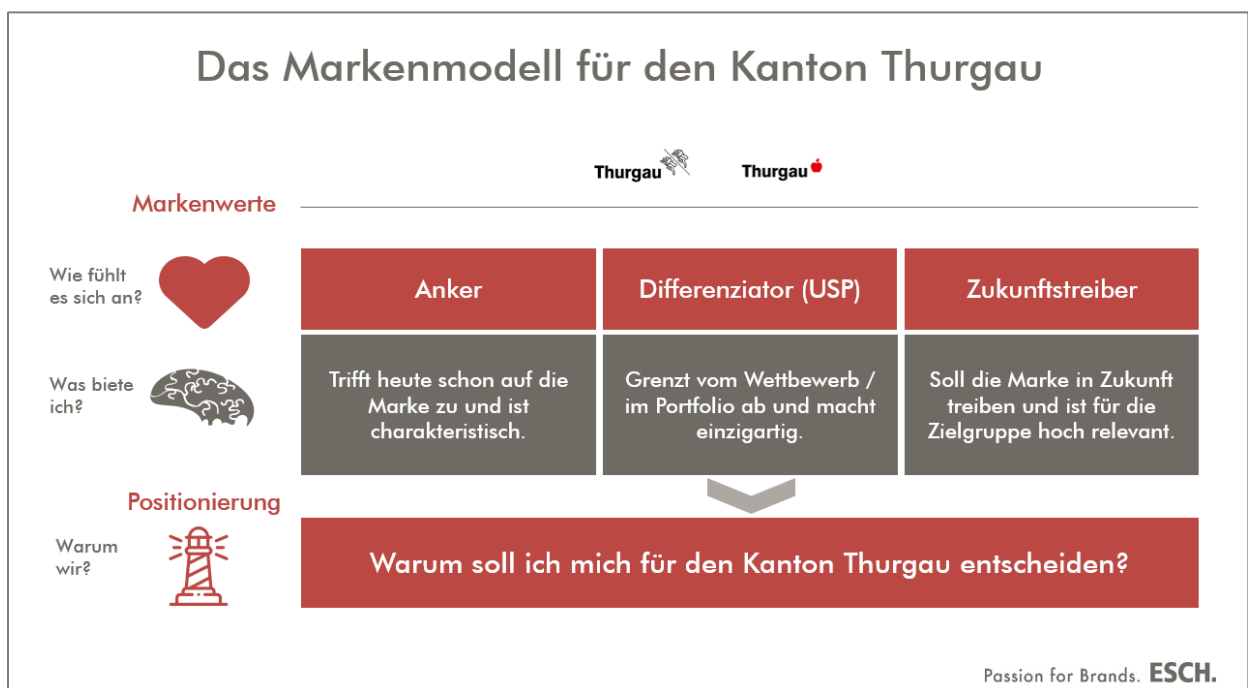 Das Markenmodell für den Kanton Thurgau
Thurgau
Thurgau
Markenwerte
Wie fühlt
es sich an?
Anker
Differenziator (USP)
Zukunftstreiber
Was biete
ich?
Trifft heute schon auf die
Marke zu und ist
charakteristisch.
Grenzt vom Wettbewerb /
im Portfolio ab und macht
einzigartig.
Soll die Marke in Zukunft
treiben und ist für die
Zielgruppe hoch relevant.
Positionierung
Warum
wir?
Warum soll ich mich für den Kanton Thurgau entscheiden?
Passion for Brands. ESCH.